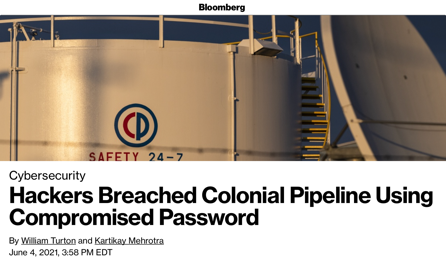 Bloomberg
CP
SAFETY 24-7
Cybersecurity
Hackers Breached Colonial Pipeline Using
Compromised Password
By William Turton and Kartikay Mehrotra
June 4, 2021, 3:58 PM EDT